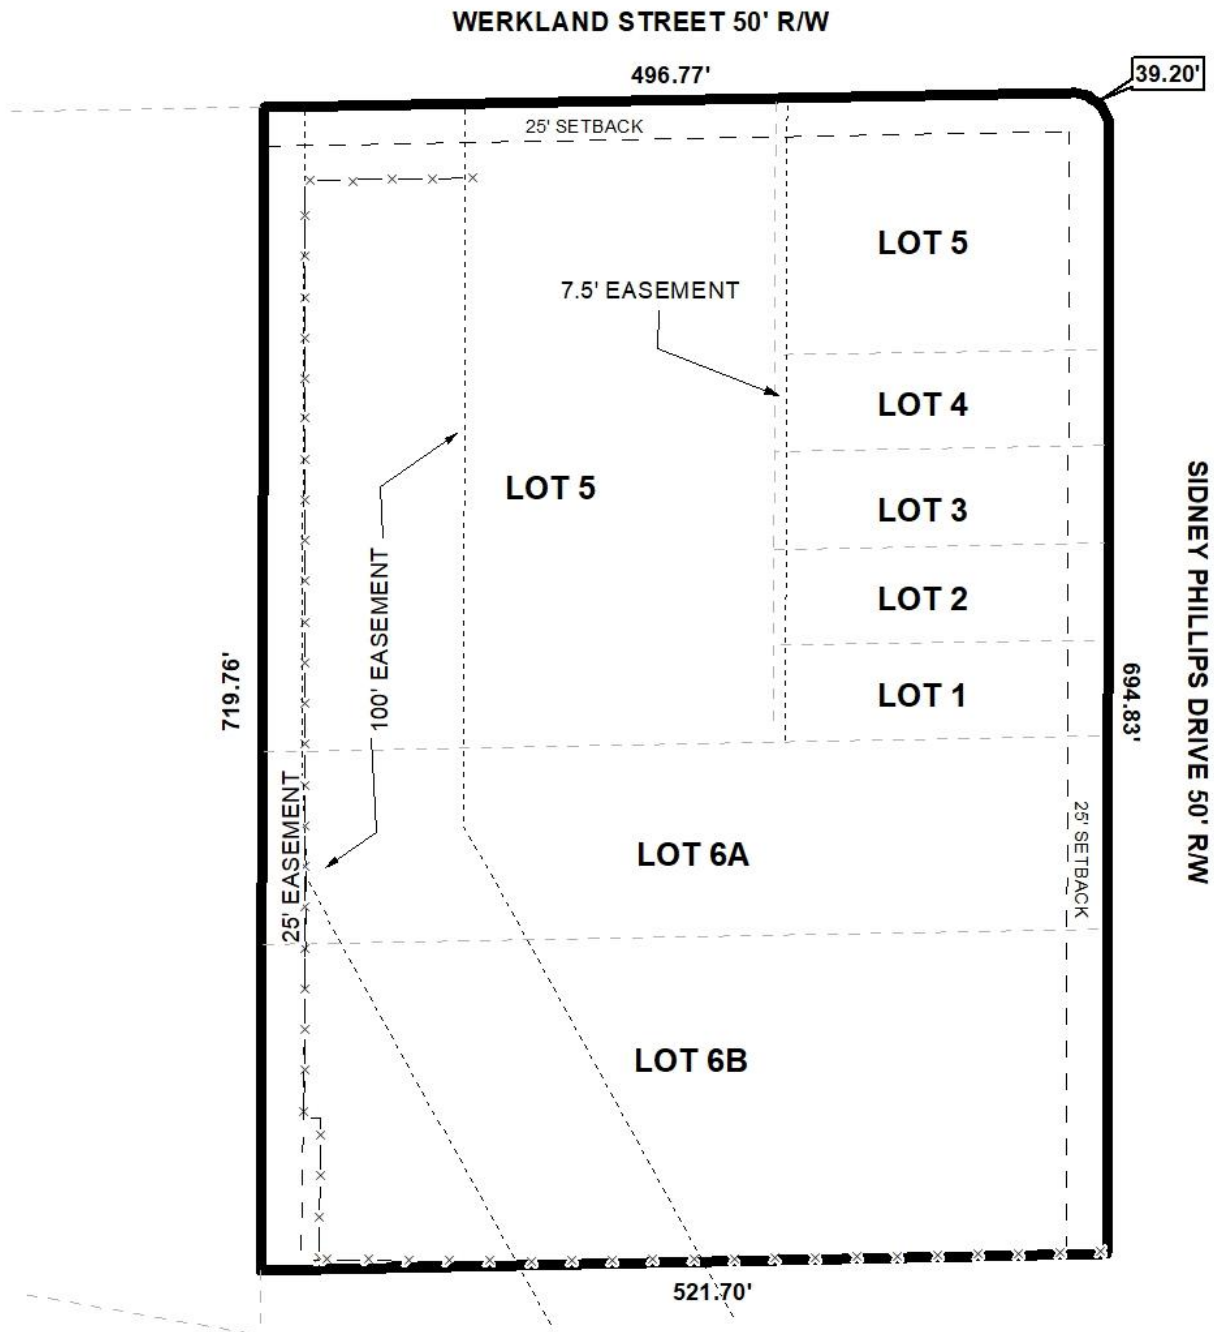 WERKLAND STREET 50' R/W
496.77'
39.20'
25' SETBACK
LOT 5
7.5' EASEMENT
LOT 4
LOT 5
LOT 3
SIDNEY PHILLIPS DRIVE 50' R/W
100' EASEMENT
LOT 2
719.76'
LOT 1
694.83'
25' EASEMENT
LOT 6A
25' SETBACK
LOT 6B
521.70'